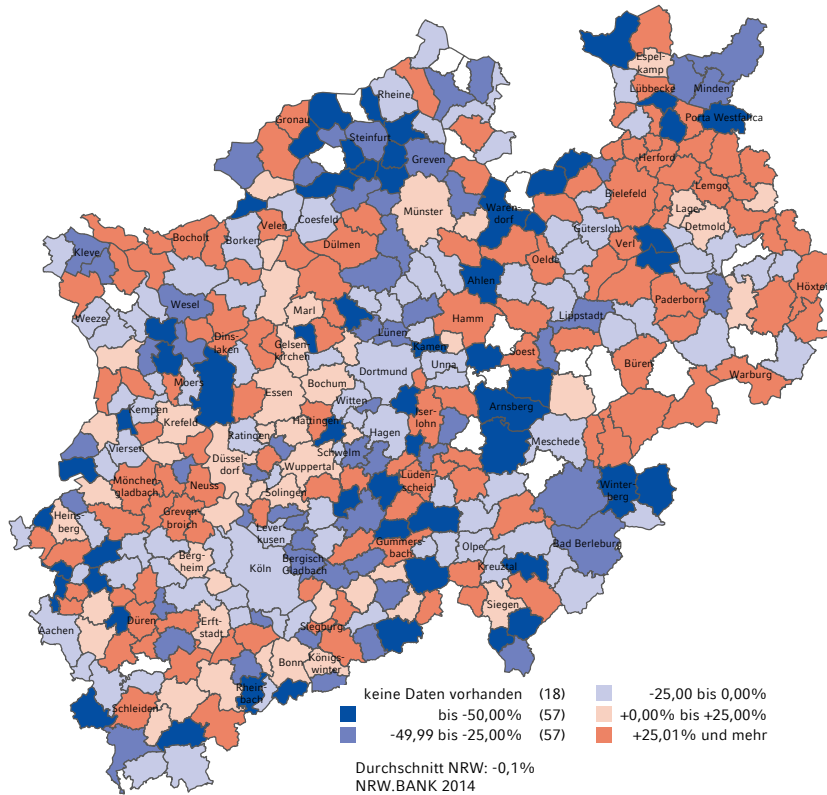 Espel-
kamp
Rheine
Lübbecke
Minden
Gronau
Porta Westfalica
Steinfurt
Greven
Herford
Bielefeld
Lemgo
Münster
Waren-
dorf
Lage
Detmold
Coesfeld
Velen
Gütersloh
Bocholt
Borken
Dülmen
Verl
Kleve
Oelde
Ahlen
Höxter
Wesel
Paderborn
Weeze
Marl
Hamm
Lippstadt
Lünen
Dins-
laken
Gelsen-
kirchen
Kamen
Soest
Büren
Unna
Dortmund
Warburg
Moers
Essen
Bochum
Witten
Arnsberg
Kempen
Krefeld
Hattingen
Iser-
lohn
Hagen
Ratingen
Meschede
Viersen
Schwelm
Düssel-
dorf
Wuppertal
Mönchen-
gladbach
Neuss
Solingen
Lüden-
scheid
Winter-
berg
Heins-
berg
Greven-
broich
Lever
kusen
Gummers-
bach
Olpe
Bad Berleburg
Berg-
heim
Köln
Bergisch
Gladbach
Kreuztal
Siegen
Aachen
Düren
Erft-
stadt
Siegburg
Bonn
Königs-
winter
Rhein-
bach
Schleiden
keine Daten vorhanden (18)
bis -50,00% (57)
-49,99 bis -25,00% (57)
-25,00 bis 0,00%
+0,00% bis +25,00%
+25,01% und mehr
Durchschnitt NRW: -0,1%
NRW.BANK 2014